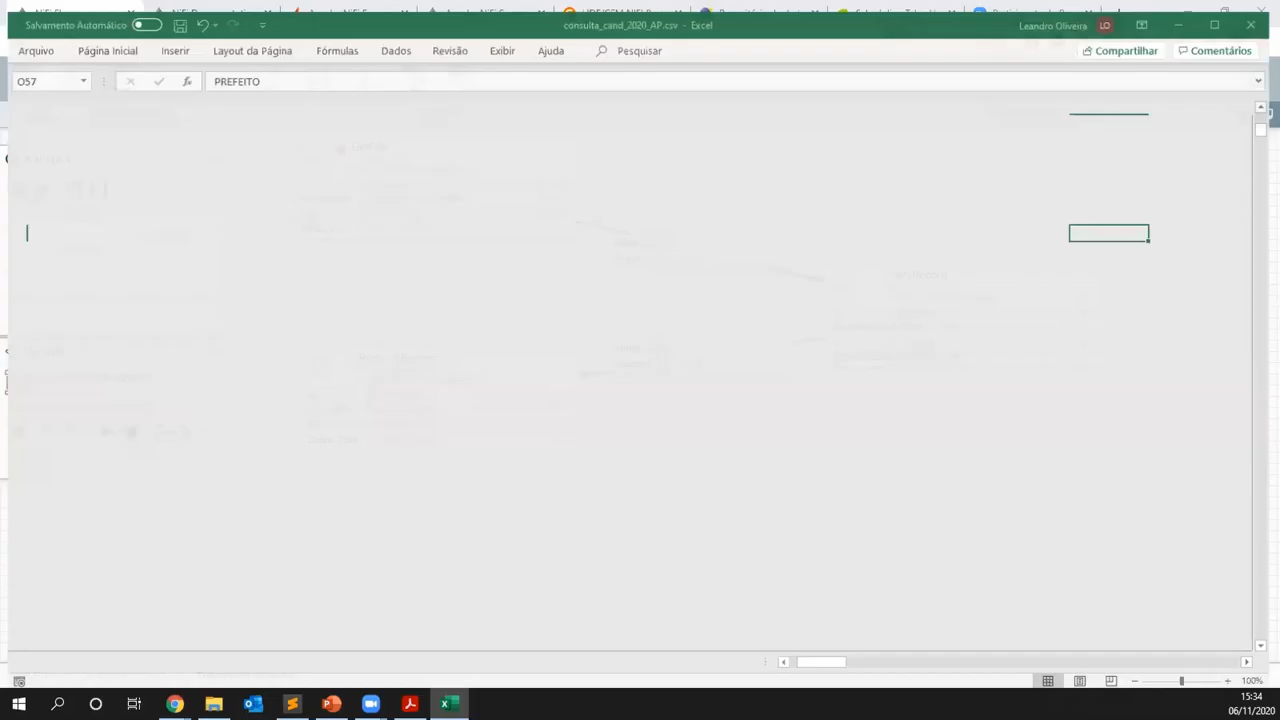 Salvamento Automático
consulta_cand_2020_AP.csv - Excel
Leandro Oliveira
LO
Arquivo Página Inicial Inserir Layout da Página Fórmulas Dados Revisão Exibir Ajuda Pesquisar
Compartilhar Comentários
O57 fx PREFEITO
100%
15:34
06/11/2020